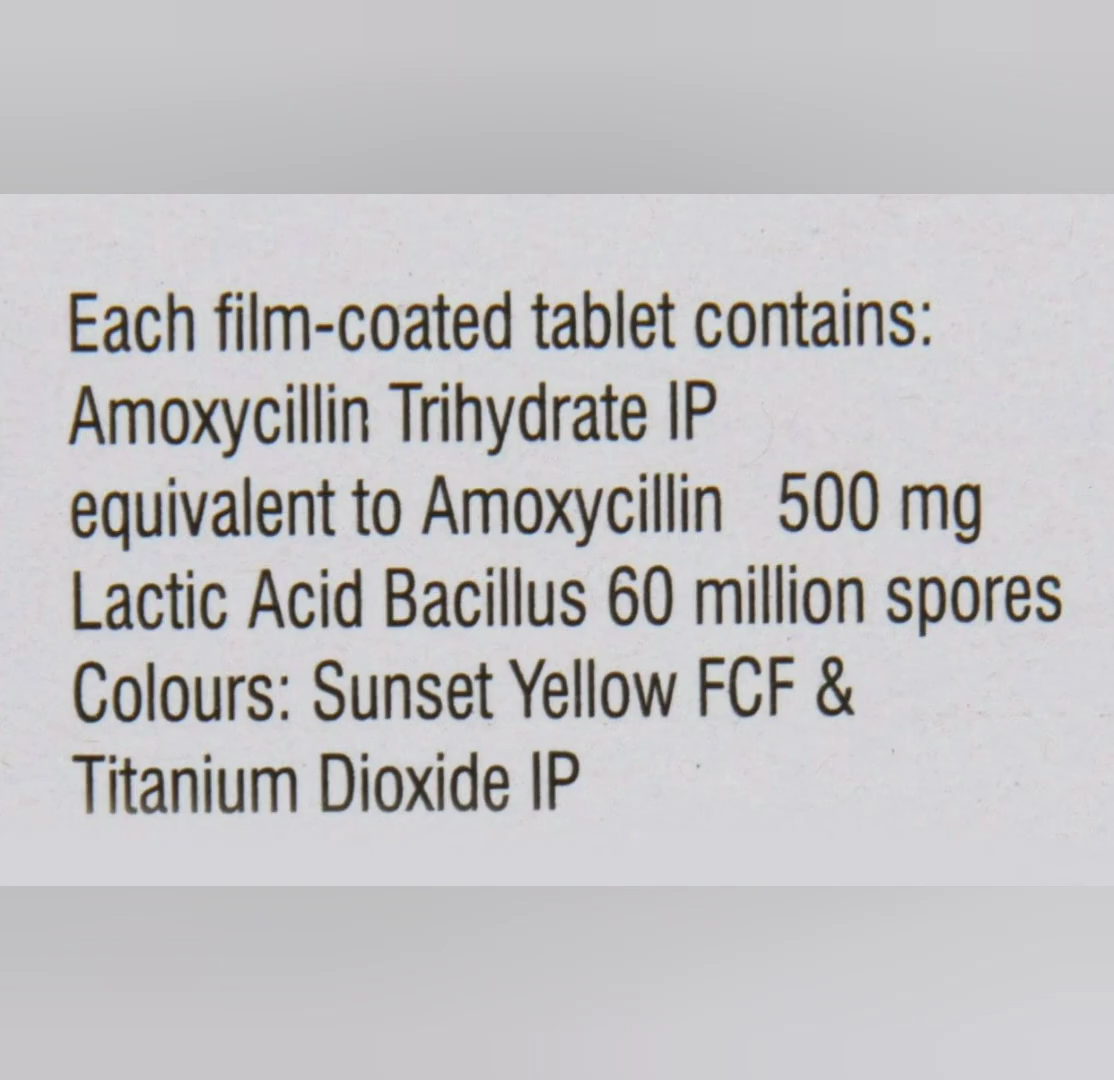 Each film-coated tablet contains:
Amoxycillin Trihydrate IP
equivalent to Amoxycillin 500 mg
Lactic Acid Bacillus 60 million spores
Colours: Sunset Yellow FCF &
Titanium Dioxide IP